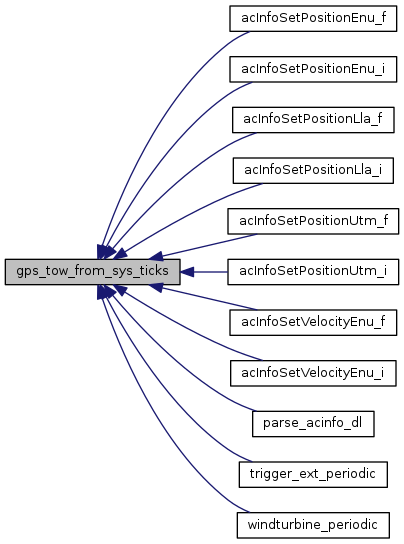 acInfoSetPositionEnu_f
acInfoSetPositionEnu_i
acInfoSetPositionLla_f
acInfoSetPositionLla_i
acInfoSetPositionUtm_f
gps_tow_from_sys_ticks
acInfoSetPositionUtm_i
acInfoSetVelocityEnu_f
acInfoSetVelocityEnu_i
parse_acinfo_dl
trigger_ext_periodic
windturbine_periodic